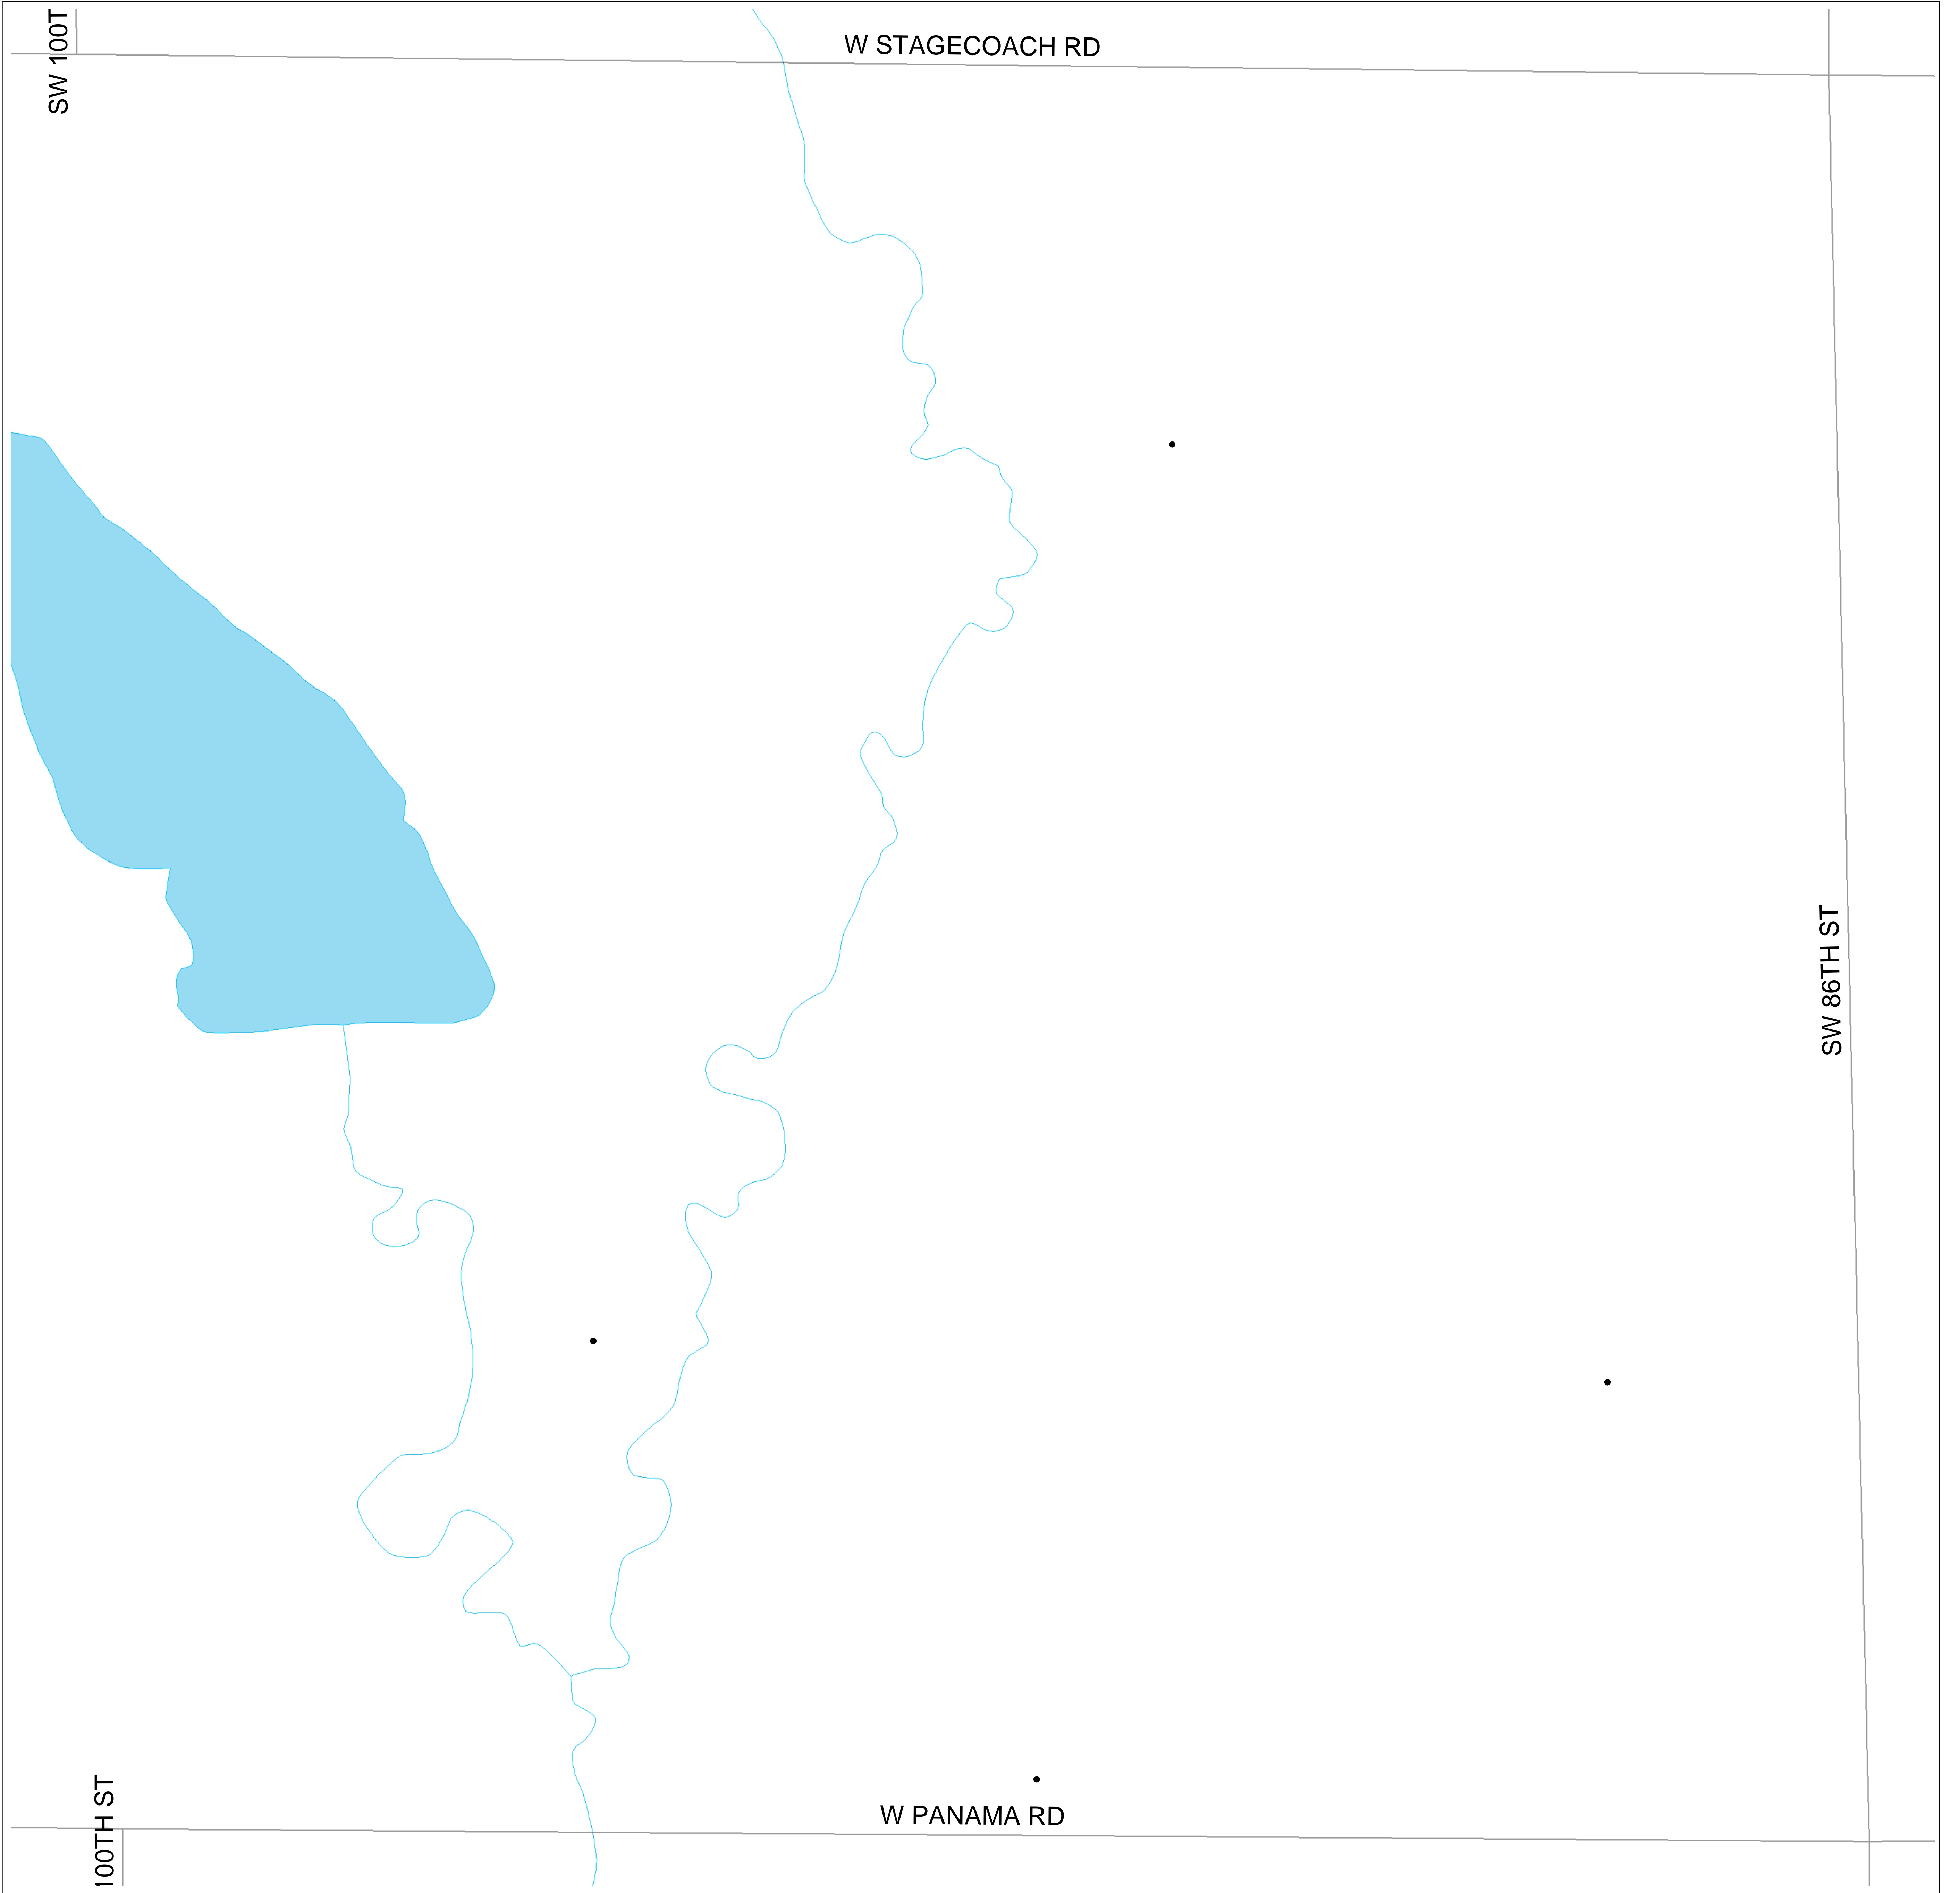 SW 100T
W STAGECOACH RD
SW 86TH ST
100TH ST
W PANAMA RD